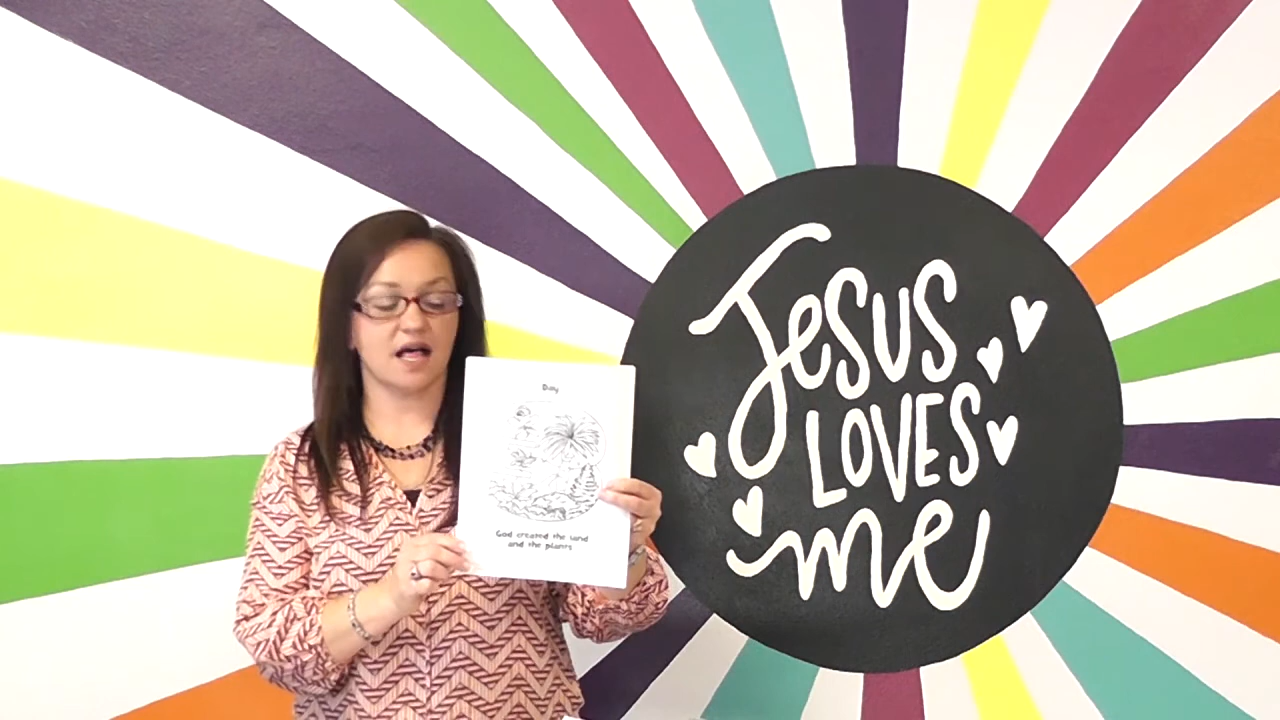 Day
God created the land
and the plants
Jesus
LOVES
me